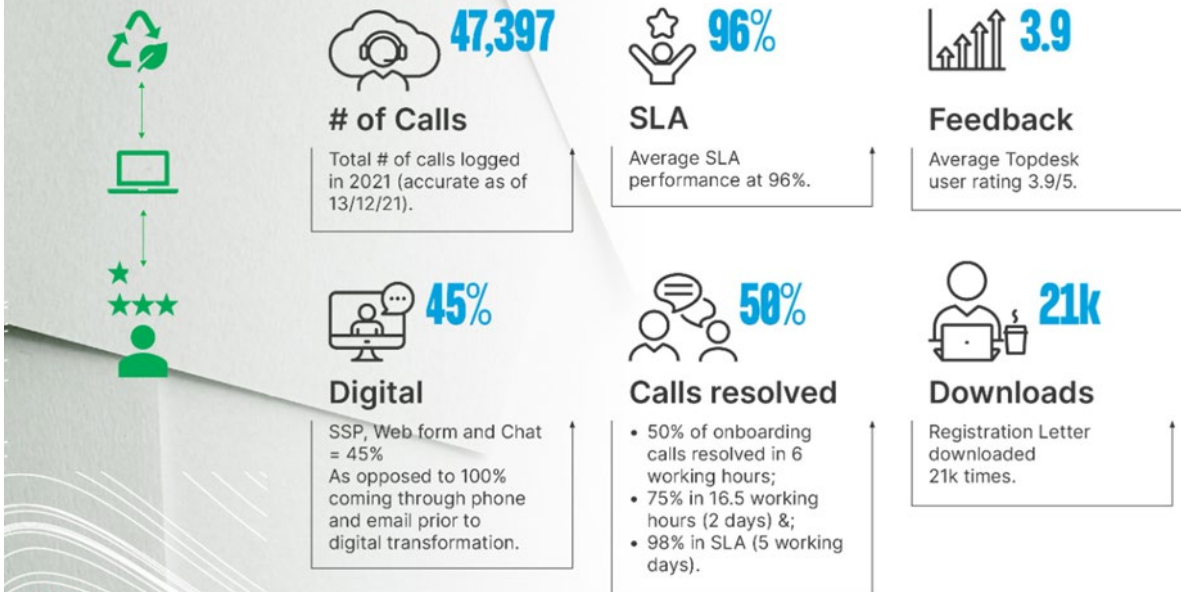 47,397
# of Calls
Total # of calls logged
in 2021 (accurate as of
13/12/21).
96%
SLA
Average SLA
performance at 96%.
3.9
Feedback
Average Topdesk
user rating 3.9/5.
45%
Digital
SSP, Web form and Chat
= 45%
As opposed to 100%
coming through phone
and email prior to
digital transformation.
50%
Calls resolved
• 50% of onboarding
calls resolved in 6
working hours;
• 75% in 16.5 working
hours (2 days) &;
• 98% in SLA (5 working
days).
21k
Downloads
Registration Letter
downloaded
21k times.